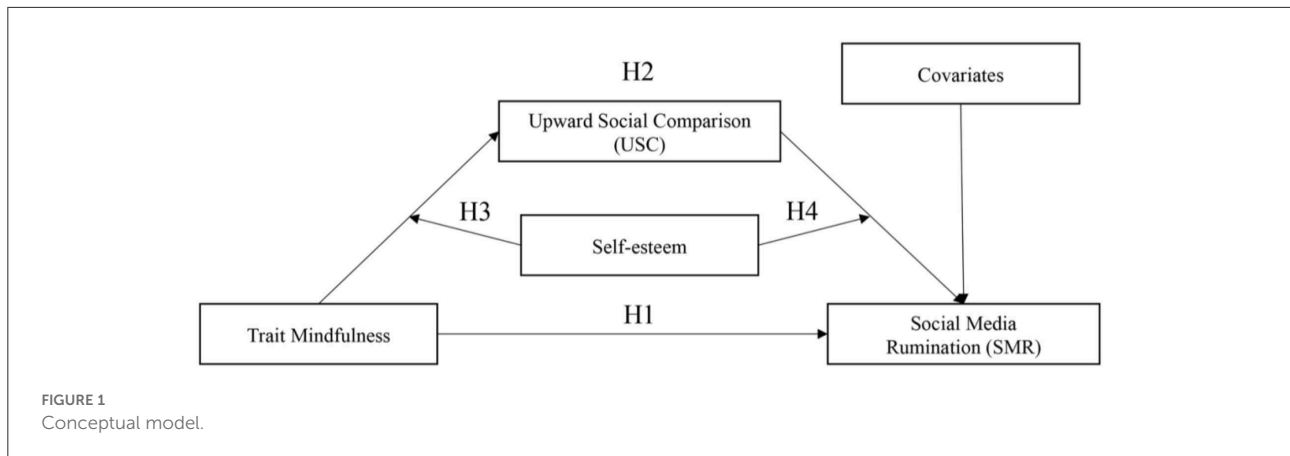 H2
Covariates
Upward Social Comparison
(USC)
H3
H4
Self-esteem
H1
Trait Mindfulness
Social Media
Rumination (SMR)
FIGURE 1
Conceptual model.